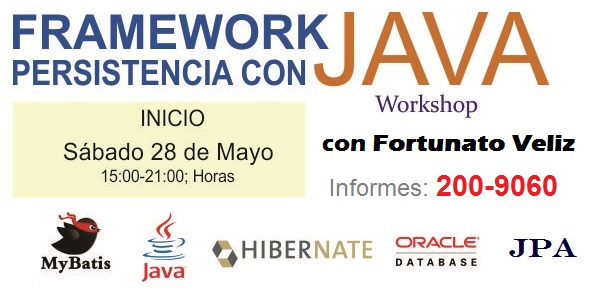 FRAMEWORK
PERSISTENCIA CON
JAVA
Workshop
INICIO
Sábado 28 de Mayo
15:00-21:00; Horas
con Fortunato Veliz
Informes: 200-9060
MyBatis
Java
HIBERNATE
ORACLE
DATABASE
JPA